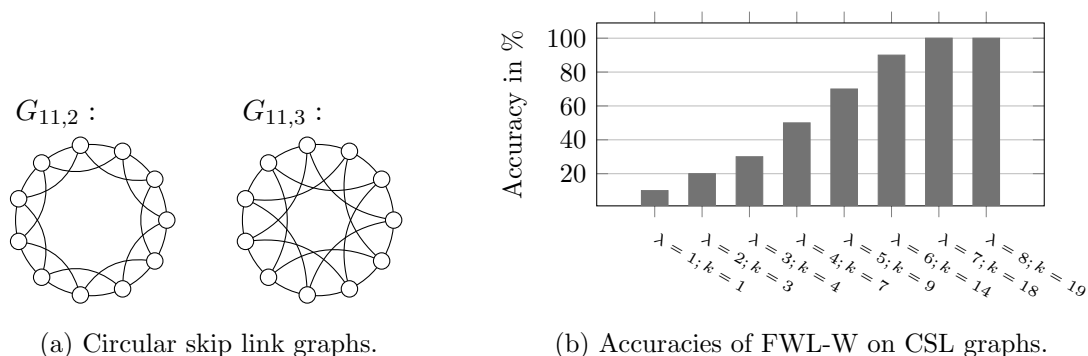 G₁₁,₂ :
G₁₁,₃ :
(a) Circular skip link graphs.
Accuracy in %
100
80
60
40
20
λ = 1; k = 1
λ = 2; k = 3
λ = 3; k = 4
λ = 4; k = 7
λ = 5; k = 9
λ = 6; k = 14
λ = 7; k = 18
λ = 8; k = 19
(b) Accuracies of FWL-W on CSL graphs.